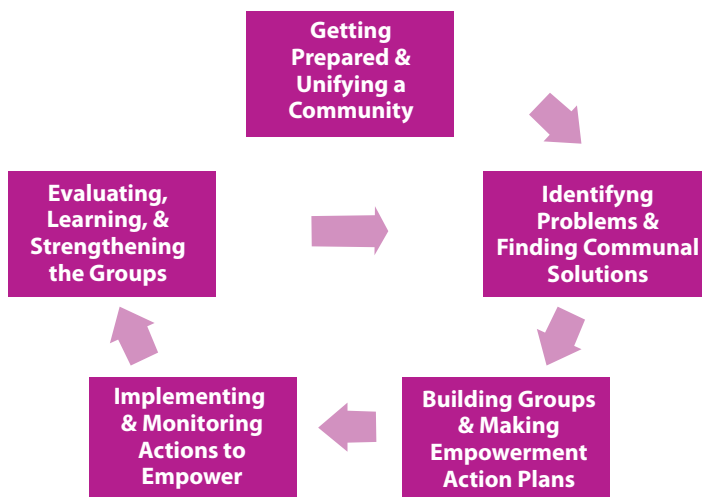 Getting
Prepared &
Unifying a
Community
Identifyng
Problems &
Finding Communal
Solutions
Building Groups
& Making
Empowerment
Action Plans
Implementing
& Monitoring
Actions to
Empower
Evaluating,
Learning, &
Strengthening
the Groups